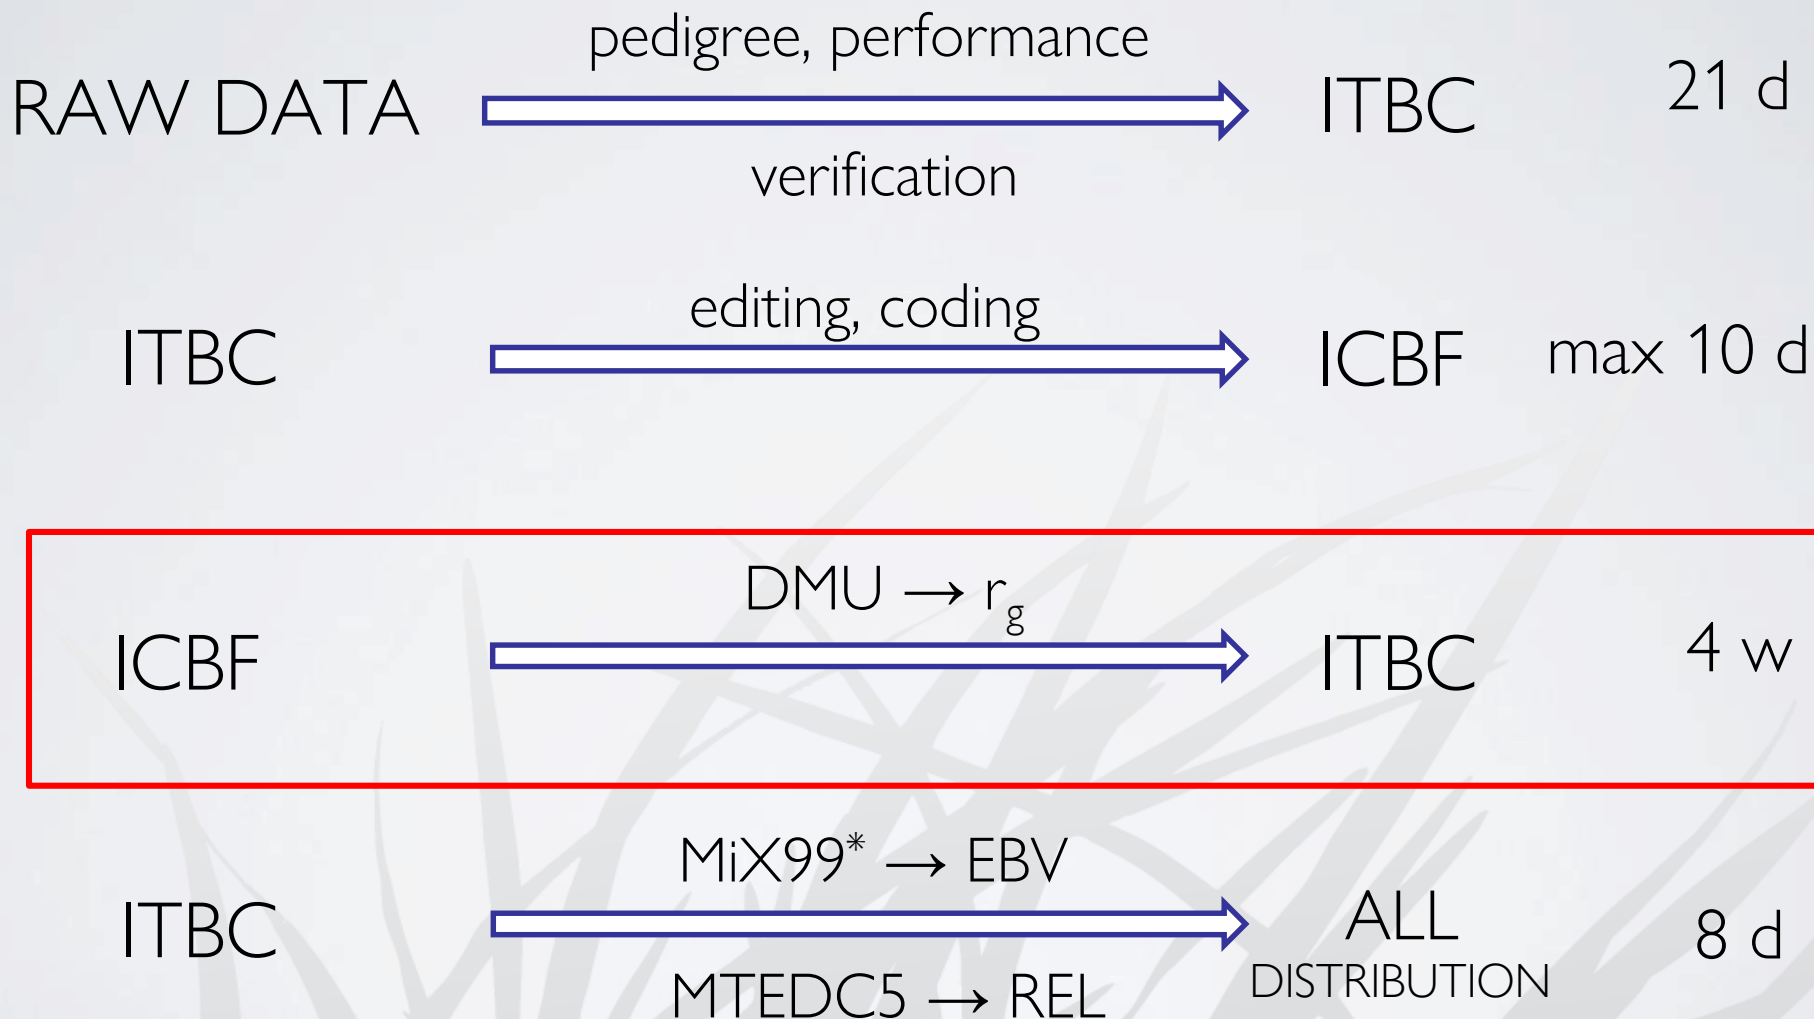 pedigree, performance
RAW DATA ITBC 21 d
verification
editing, coding
ITBC ICBF max 10 d
DMU → r_g
ICBF ITBC 4 w
MiX99* → EBV
ITBC ALL 8 d
DISTRIBUTION
MTEDC5 → REL